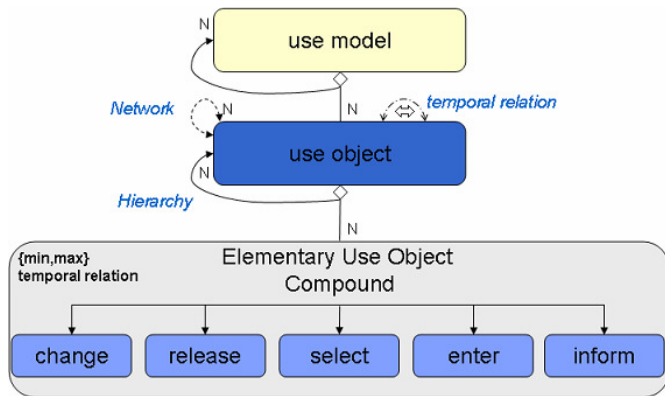 N
use model
Network
N
N
temporal relation
use object
N
Hierarchy
N
{min,max}
temporal relation
Elementary Use Object
Compound
change
release
select
enter
inform